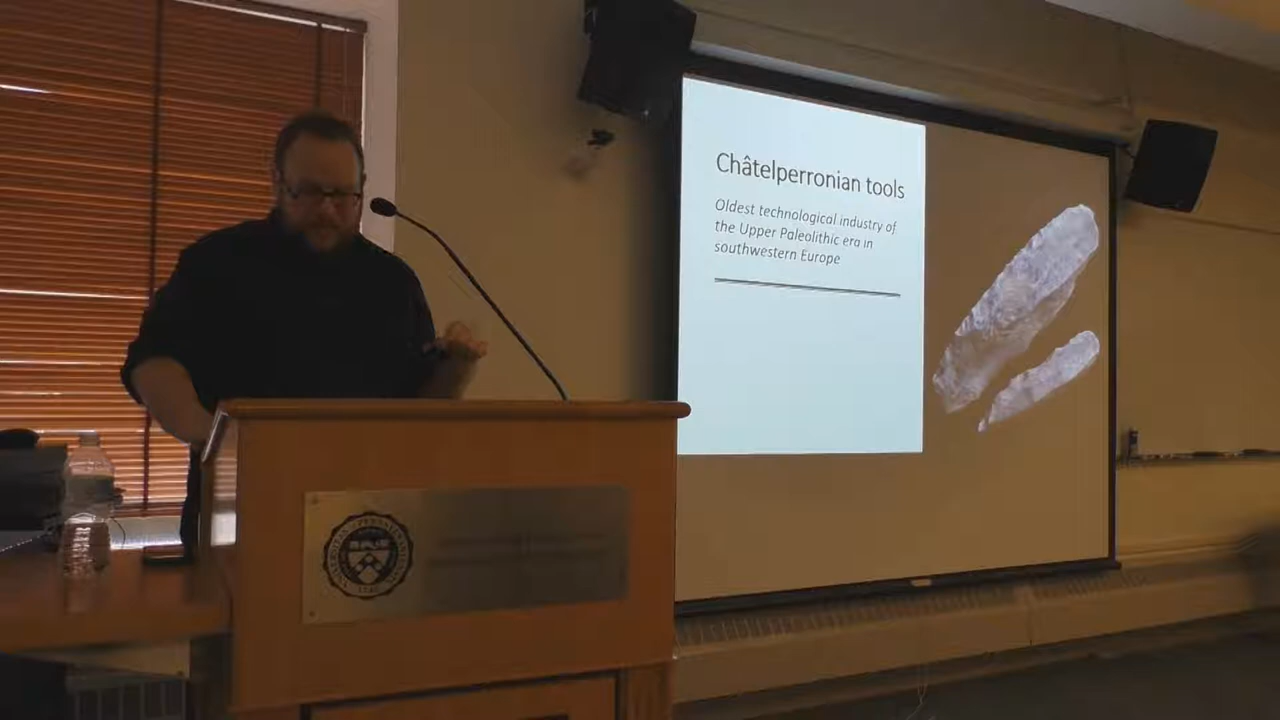 Châtelperronian tools
Oldest technological industry of
the Upper Paleolithic era in
southwestern Europe